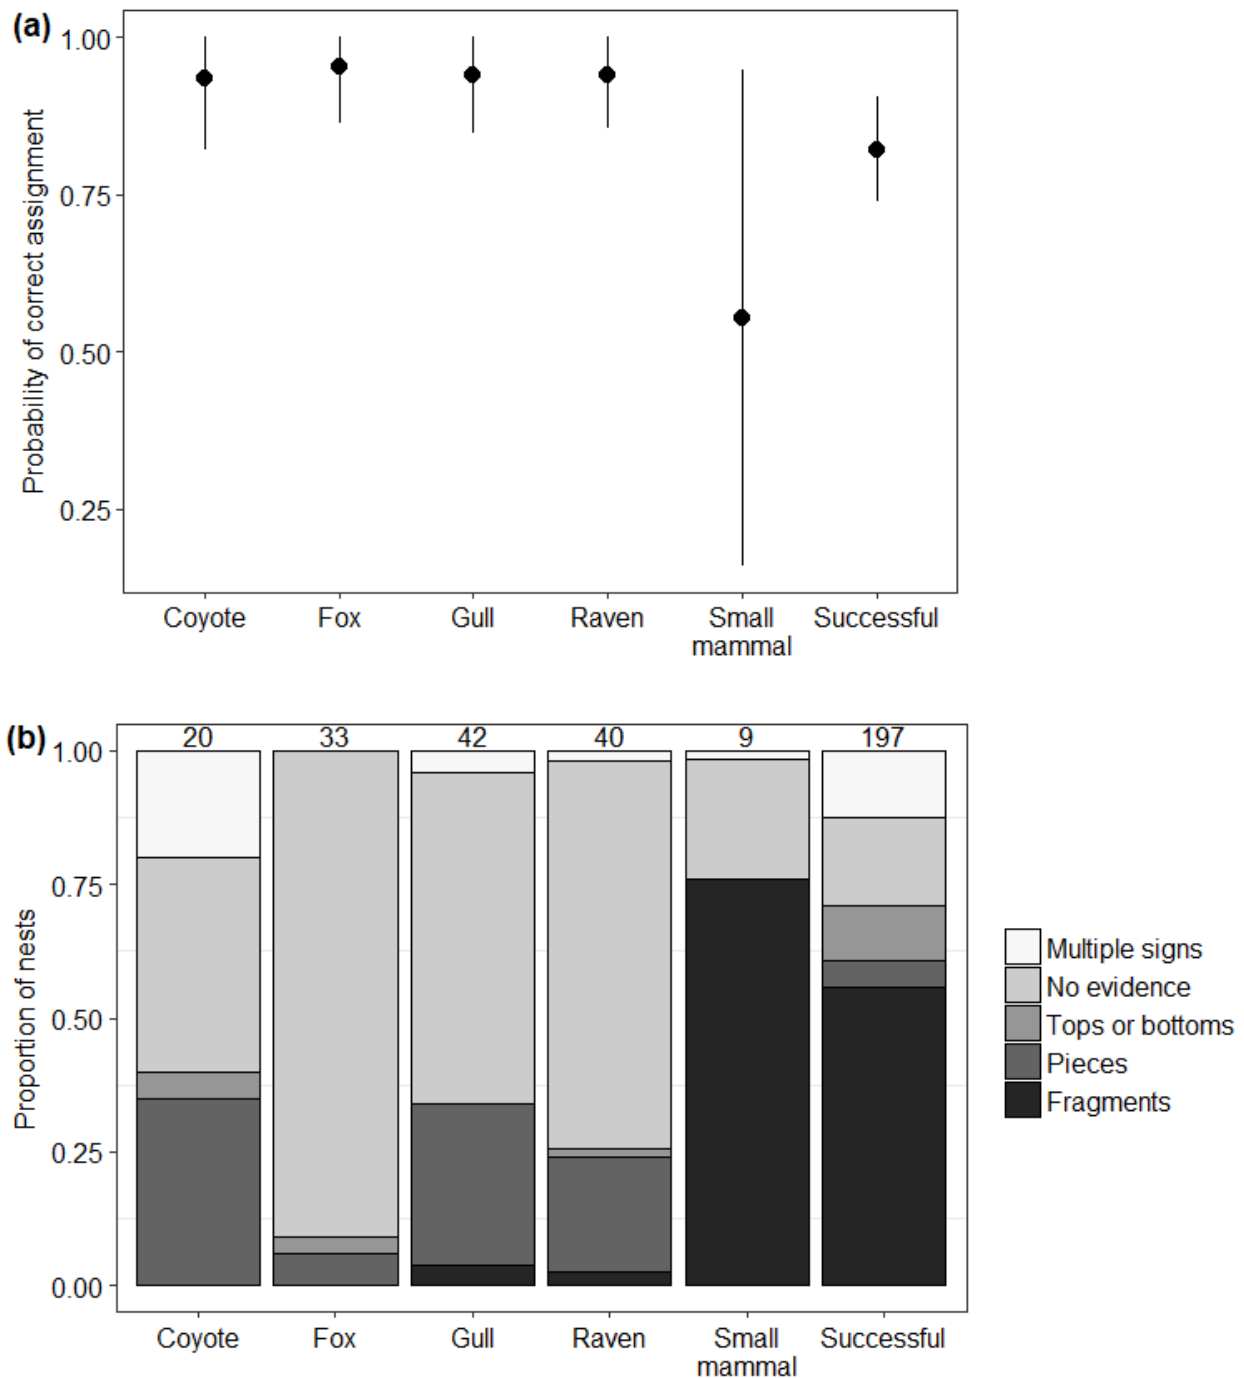 (a)
Probability of correct assignment
1.00
0.75
0.50
0.25
Coyote Fox Gull Raven Small mammal Successful
(b)
Proportion of nests
20 33 42 40 9 197
1.00
0.75
0.50
0.25
0.00
Multiple signs
No evidence
Tops or bottoms
Pieces
Fragments
Coyote Fox Gull Raven Small mammal Successful